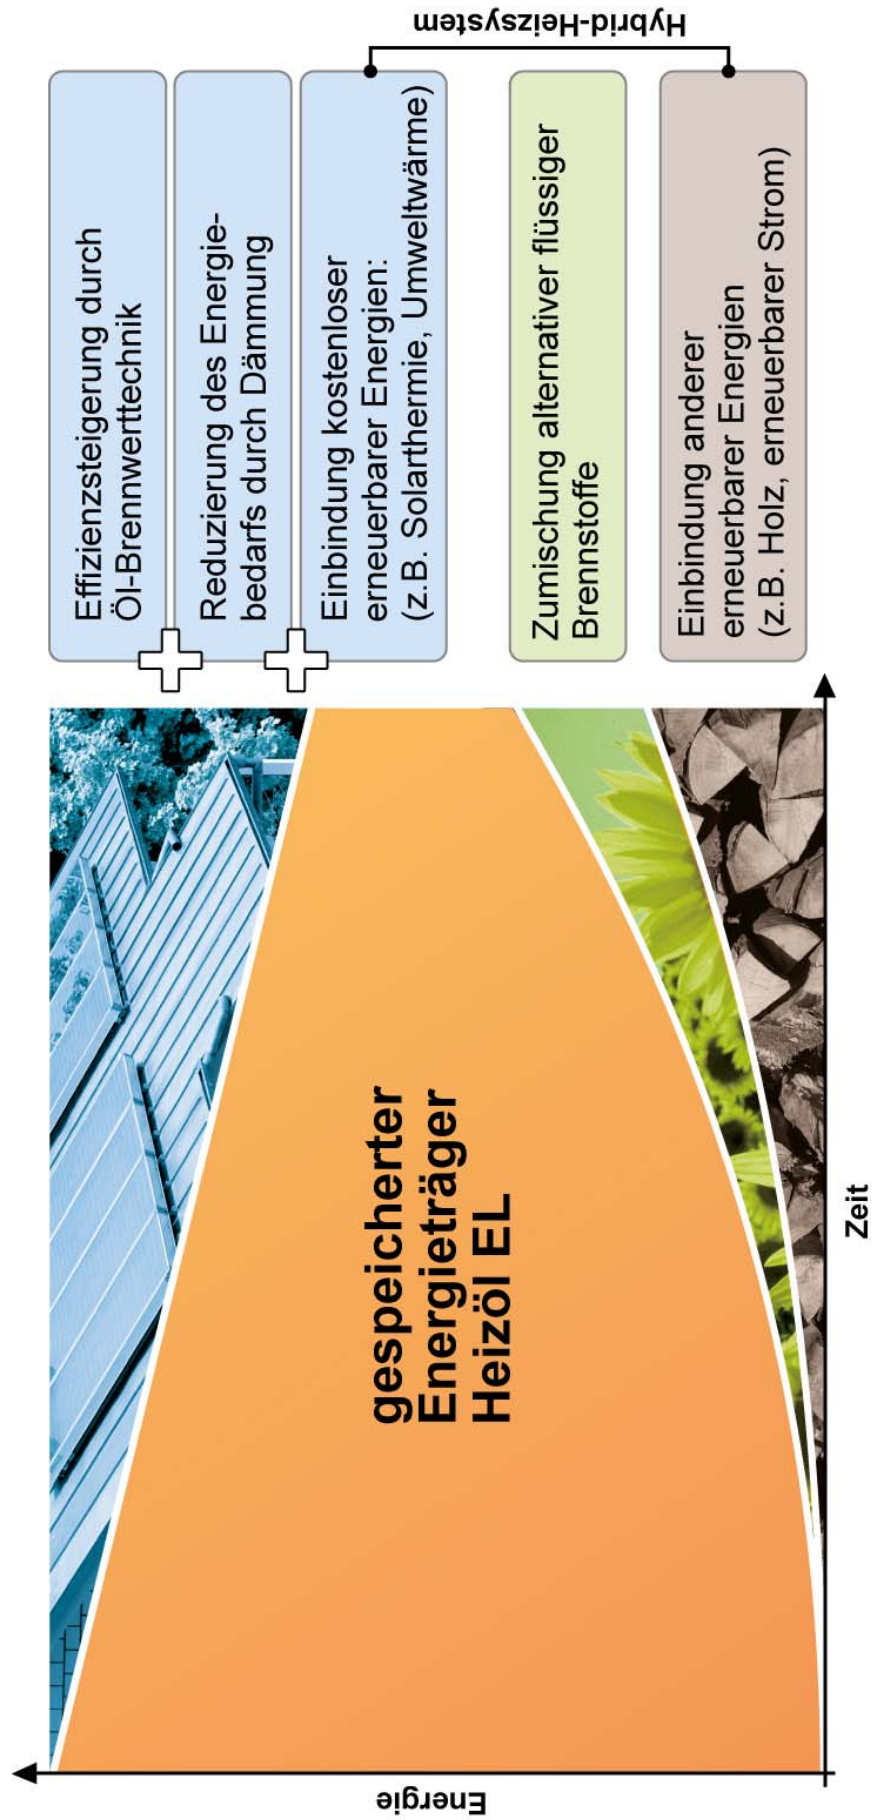 Energie
gespeicherter
Energieträger
Heizöl EL
Zeit
Effizienzsteigerung durch
Öl-Brennwerttechnik
Reduzierung des Energie-
bedarfs durch Dämmung
Einbindung kostenloser
erneuerbarer Energien:
(z.B. Solarthermie, Umweltwärme)
Zumischung alternativer flüssiger
Brennstoffe
Einbindung anderer
erneuerbarer Energien
(z.B. Holz, erneuerbarer Strom)
Hybrid-Heizsystem